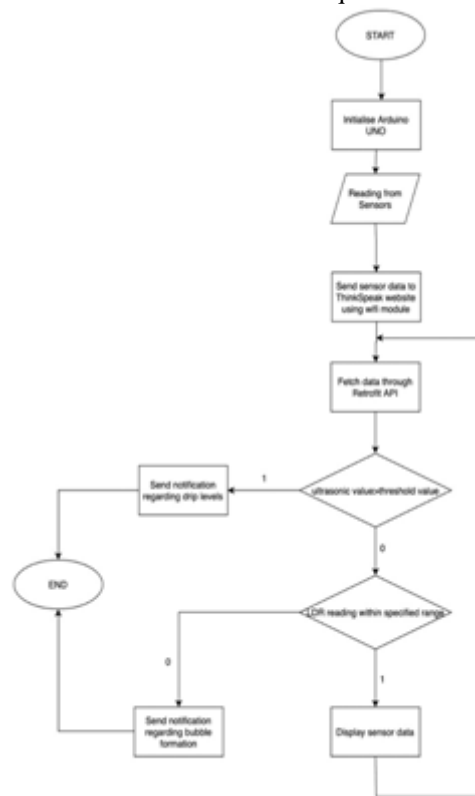 START
Initialise Arduino
UNO
Reading from
Sensors
Send sensor data to
ThinkSpeak website
using wifi module
Fetch data through
Retrofit API
ultrasonic value>threshold value
1
Send notification
regarding drip levels
0
END
LDR reading within specified range
0
1
Send notification
regarding bubble
formation
Display sensor data